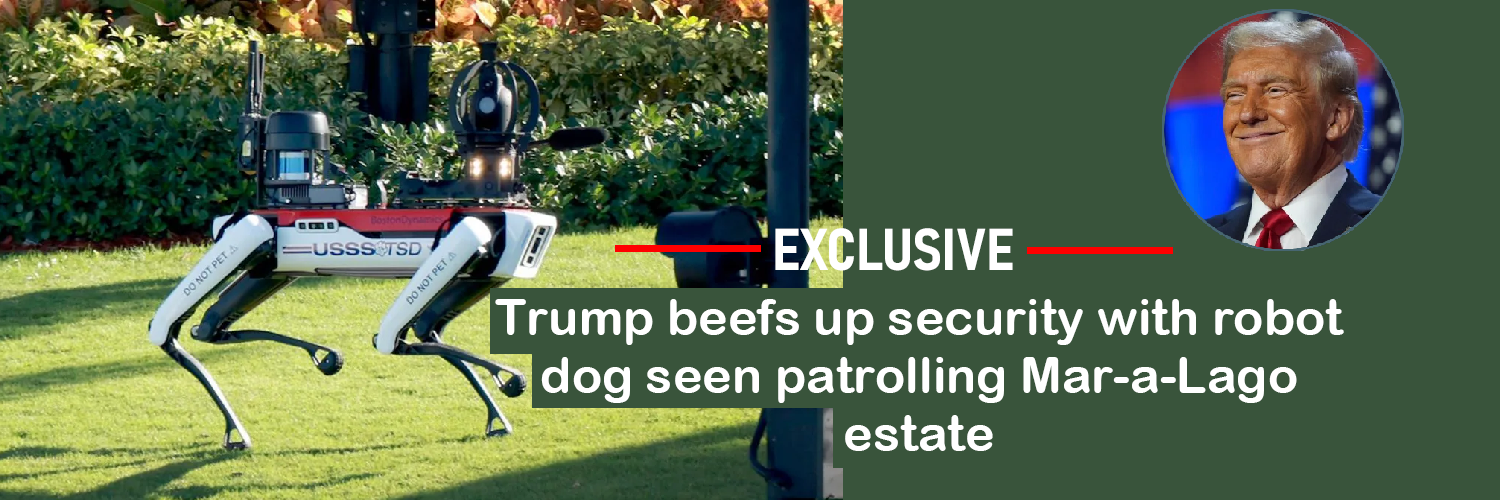 EXCLUSIVE
Trump beefs up security with robot
dog seen patrolling Mar-a-Lago
estate
BostonDynamics
USSS TSD
DO NOT PET
DO NOT PET